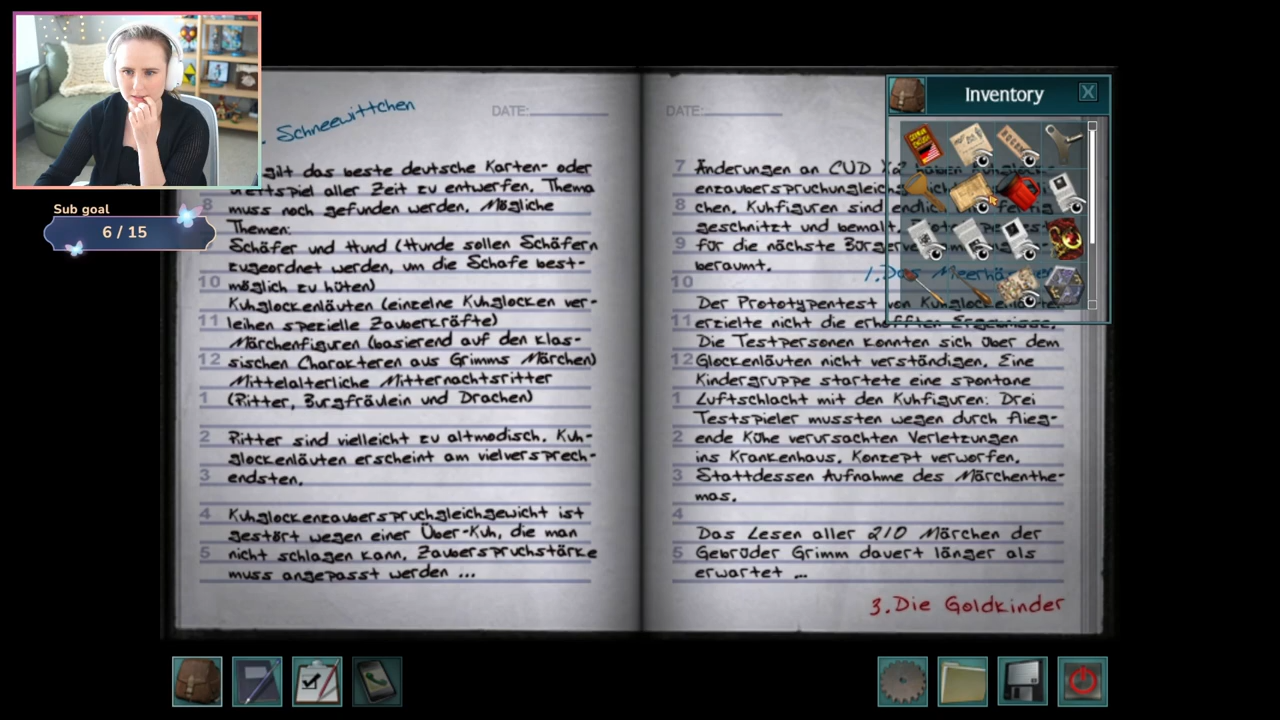 Sub goal
6 / 15
Schneewittchen
DATE:
gilt das beste deutsche Karten- oder
Brettspiel aller Zeit zu entwerfen. Thema
muss noch gefunden werden. Mögliche
Themen:
Schäfer und Hund (Hunde sollen Schäfern
zugeordnet werden, um die Schafe best-
möglich zu hüten)
Kuhglockenläuten (einzelne Kuhglocken ver-
leihen spezielle Zauberkräfte)
Märchenfiguren (basierend auf den klas-
sischen Charakteren aus Grimms Märchen)
Mittelalterliche Mitternachtsritter
(Ritter, Burgfräulein und Drachen)
Ritter sind vielleicht zu altmodisch. Kuh-
glockenläuten erscheint am vielversprech-
endsten.
Kuhglockenzauberspruchgleichgewicht ist
gestört wegen einer Über-Kuh, die man
nicht schlagen kann. Zauberspruchstärke
muss angepasst werden ...
8
10
11
12
1
2
3
4
5
DATE:
Änderungen an CUD
enzauberspruchungleichg
chen. Kuhfiguren sind endlich
geschnitzt und bemalt.
für die nächste Bürgerve
beraumt.
1. Das
Der Prototypentest von
erzielte nicht die erhofften Ergebnisse.
Die Testpersonen konnten sich über dem
Glockenläuten nicht verständigen. Eine
Kindergruppe startete eine spontane
Luftschlacht mit den Kuhfiguren: Drei
Testspieler mussten wegen durch flieg-
ende Kühe verursachten Verletzungen
ins Krankenhaus. Konzept verworfen.
Stattdessen Aufnahme des Märchenthe-
mas.
Das Lesen aller 210 Märchen der
Gebrüder Grimm dauert länger als
erwartet ...
3. Die Goldkinder
7
8
9
10
11
12
1
2
3
4
5
Inventory
X